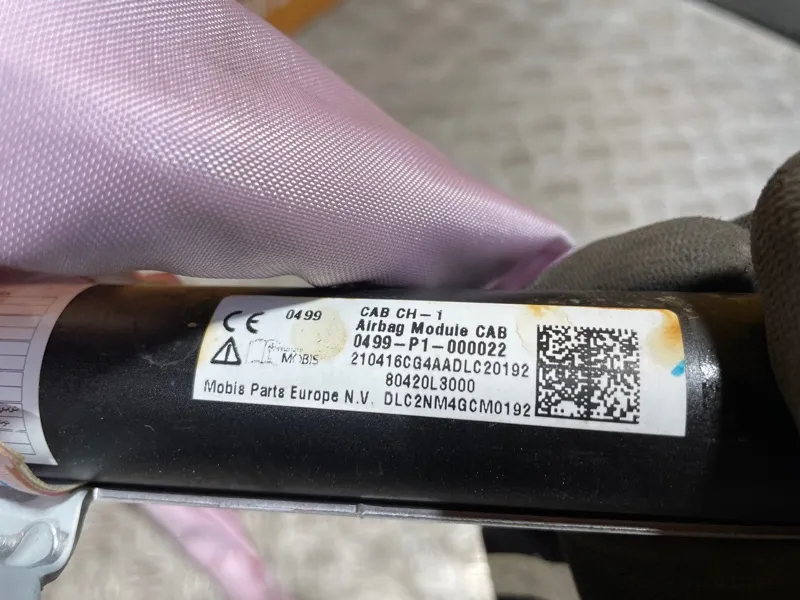 CE 0499
CAB CH-1
Airbag Module CAB
0499-P1-000022
MOBIS
210416CG4AADLC20192
80420L3000
Mobis Parts Europe N.V. DLC2NM4GCM0192